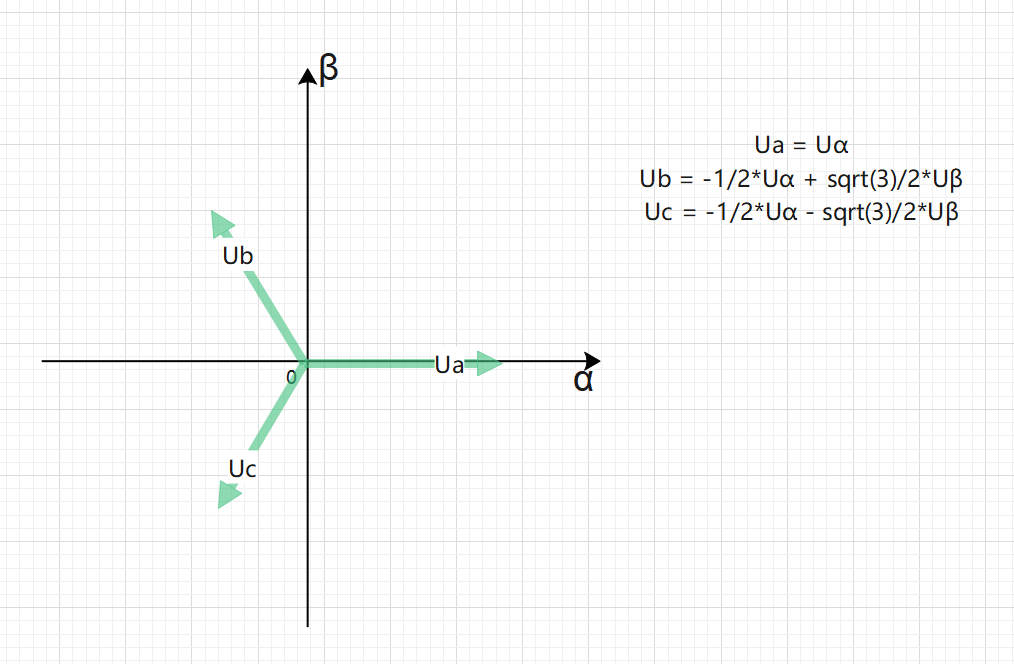 β
Ua = Uα
Ub = -1/2*Uα + sqrt(3)/2*Uβ
Uc = -1/2*Uα - sqrt(3)/2*Uβ
Ub
Ua
0
α
Uc